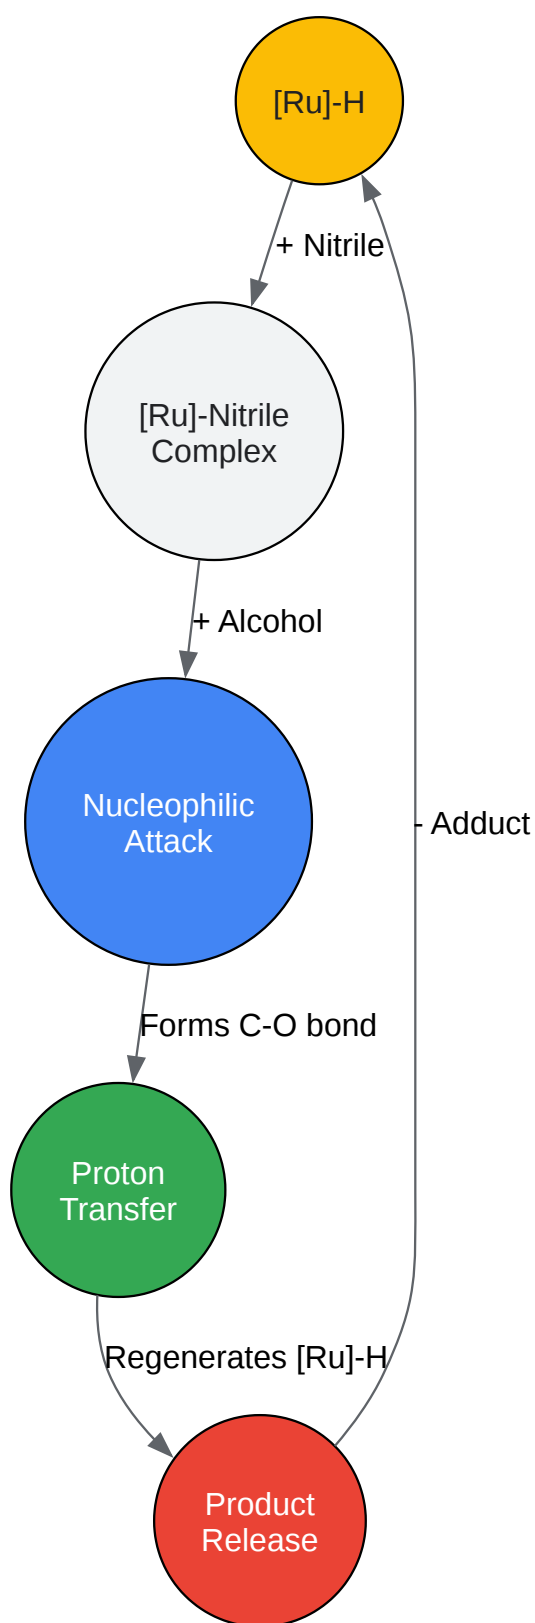 [Ru]-H
+ Nitrile
[Ru]-Nitrile
Complex
+ Alcohol
Nucleophilic
Attack
- Adduct
Forms C-O bond
Proton
Transfer
Regenerates [Ru]-H
Product
Release